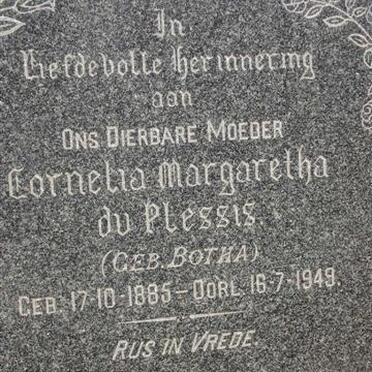 In
Liefdevolle herinnering
aan
ONS DIERBARE MOEDER
Cornelia Margaretha
du Plessis.
(GEB. BOTHA)
GEB. 17-10-1885 - OORL. 16-7-1949.
RUS IN VREDE.